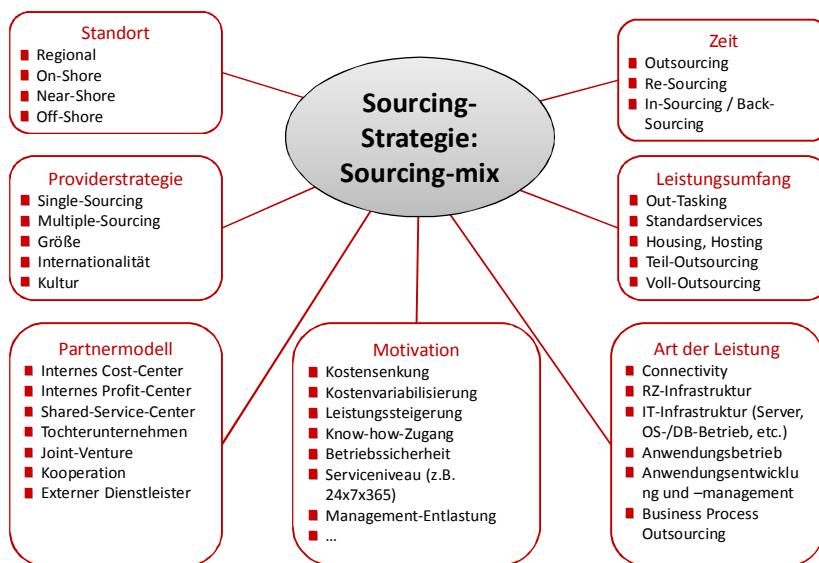 Sourcing-
Strategie:
Sourcing-mix
Standort
Regional
On-Shore
Near-Shore
Off-Shore
Zeit
Outsourcing
Re-Sourcing
In-Sourcing / Back-
Sourcing
Providerstrategie
Single-Sourcing
Multiple-Sourcing
Größe
Internationalität
Kultur
Leistungsumfang
Out-Tasking
Standardservices
Housing, Hosting
Teil-Outsourcing
Voll-Outsourcing
Partnermodell
Internes Cost-Center
Internes Profit-Center
Shared-Service-Center
Tochterunternehmen
Joint-Venture
Kooperation
Externer Dienstleister
Motivation
Kostensenkung
Kostenvariabilisierung
Leistungssteigerung
Know-how-Zugang
Betriebssicherheit
Serviceniveau (z.B.
24x7x365)
Management-Entlastung
...
Art der Leistung
Connectivity
RZ-Infrastruktur
IT-Infrastruktur (Server,
OS-/DB-Betrieb, etc.)
Anwendungsbetrieb
Anwendungsentwicklu
ng und –management
Business Process
Outsourcing